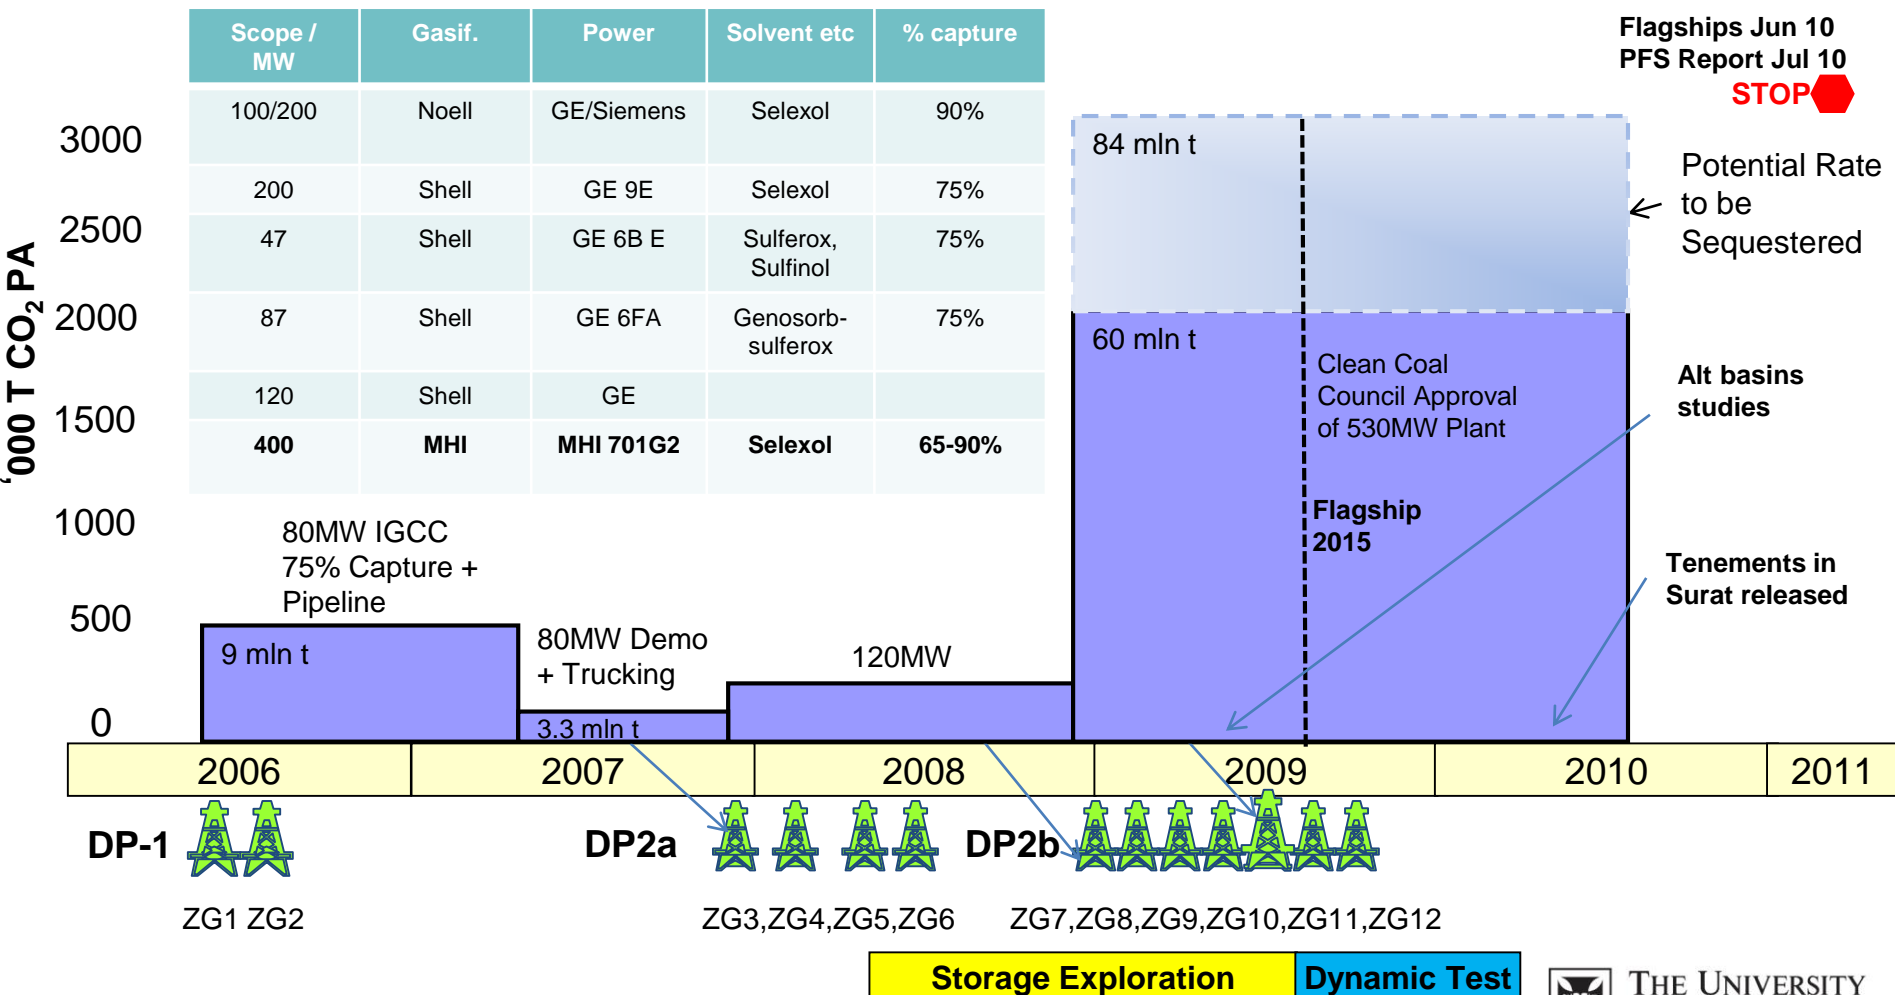 Scope / MW Gasif. Power Solvent etc % capture
100/200 Noell GE/Siemens Selexol 90%
200 Shell GE 9E Selexol 75%
47 Shell GE 6B E Sulferox, Sulfinol 75%
87 Shell GE 6FA Genosorb-sulferox 75%
120 Shell GE
400 MHI MHI 701G2 Selexol 65-90%
Flagships Jun 10
PFS Report Jul 10
STOP
‘000 T CO2 PA
3000
2500
2000
1500
1000
500
0
84 mln t
Potential Rate
to be
Sequestered
60 mln t
Clean Coal
Council Approval
of 530MW Plant
Alt basins
studies
Flagship
2015
Tenements in
Surat released
80MW IGCC
75% Capture +
Pipeline
9 mln t
80MW Demo
+ Trucking
3.3 mln t
120MW
2006 2007 2008 2009 2010 2011
DP-1 DP2a DP2b
ZG1 ZG2 ZG3,ZG4,ZG5,ZG6 ZG7,ZG8,ZG9,ZG10,ZG11,ZG12
Storage Exploration Dynamic Test
THE UNIVERSITY